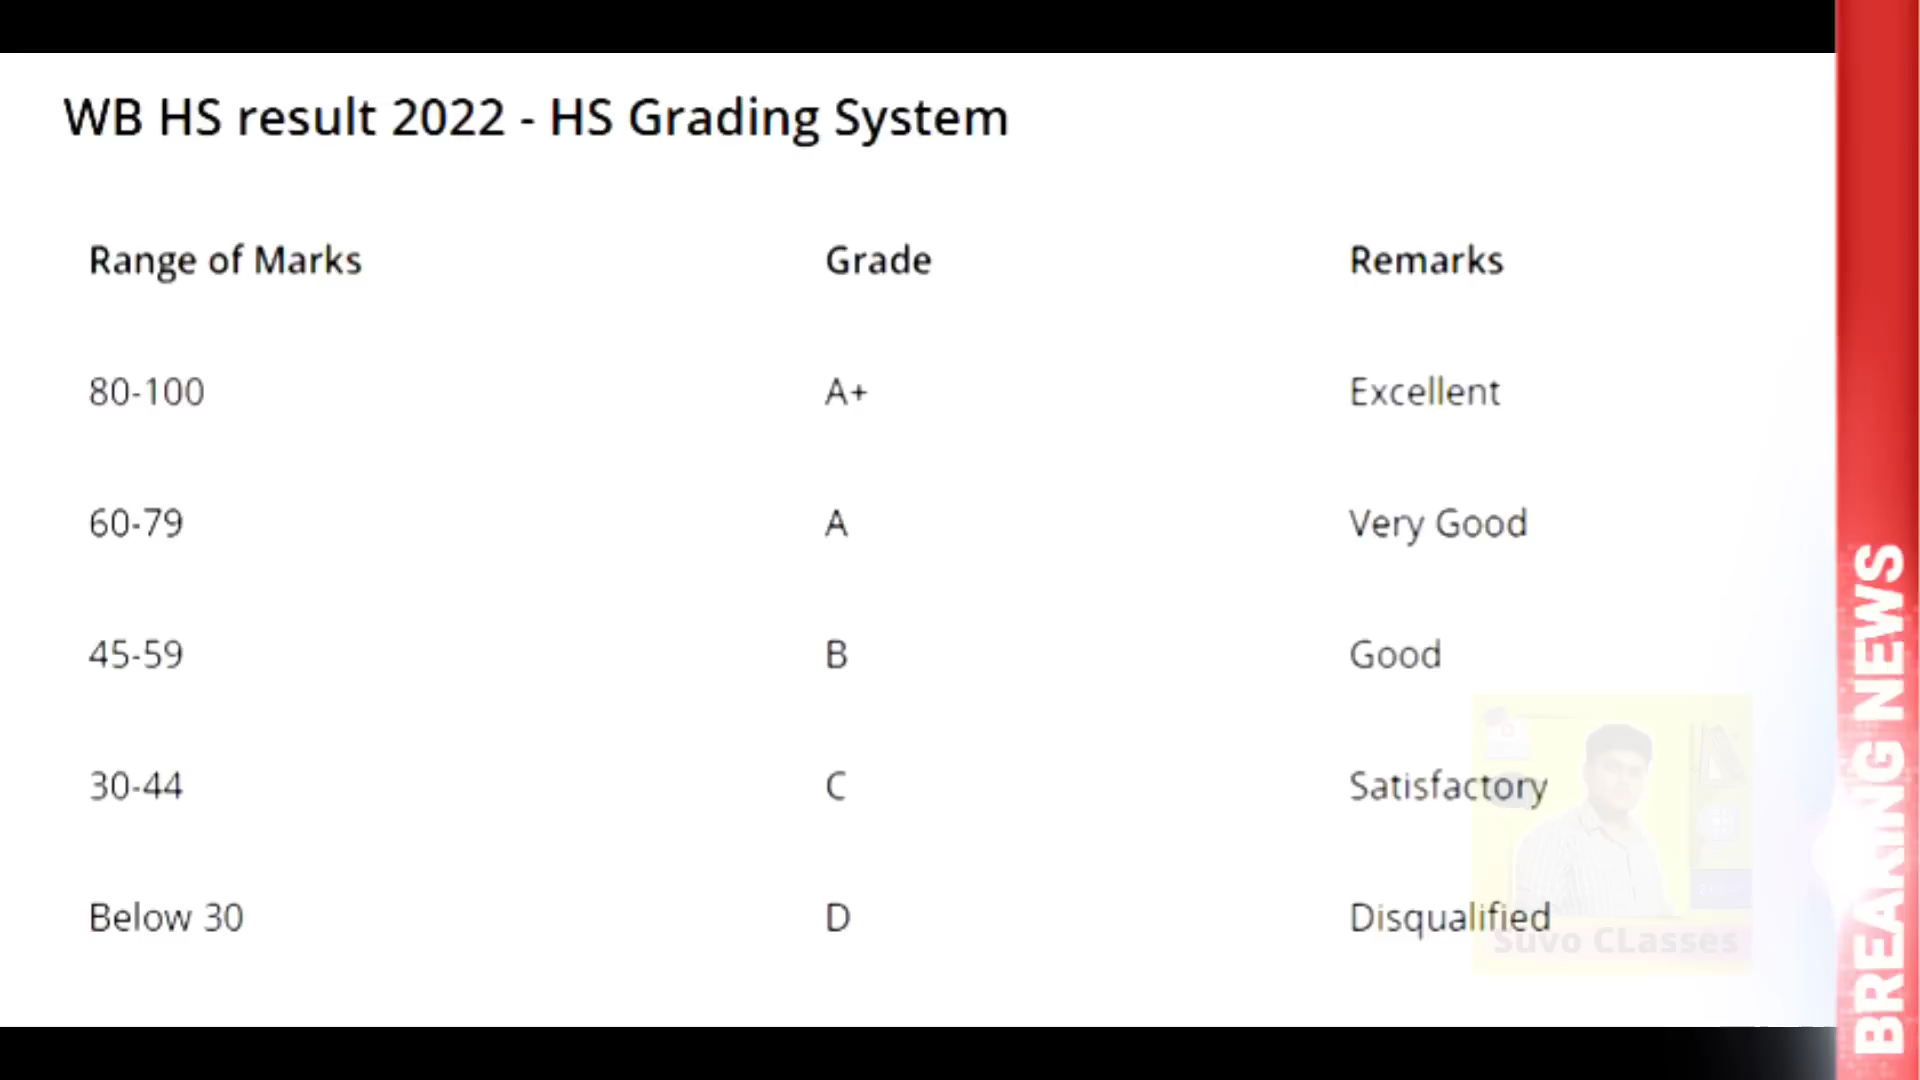 WB HS result 2022 - HS Grading System
Range of Marks Grade Remarks
80-100 A+ Excellent
60-79 A Very Good
45-59 B Good
30-44 C Satisfactory
Below 30 D Disqualified
Suvo CLasses
BREAKING NEWS